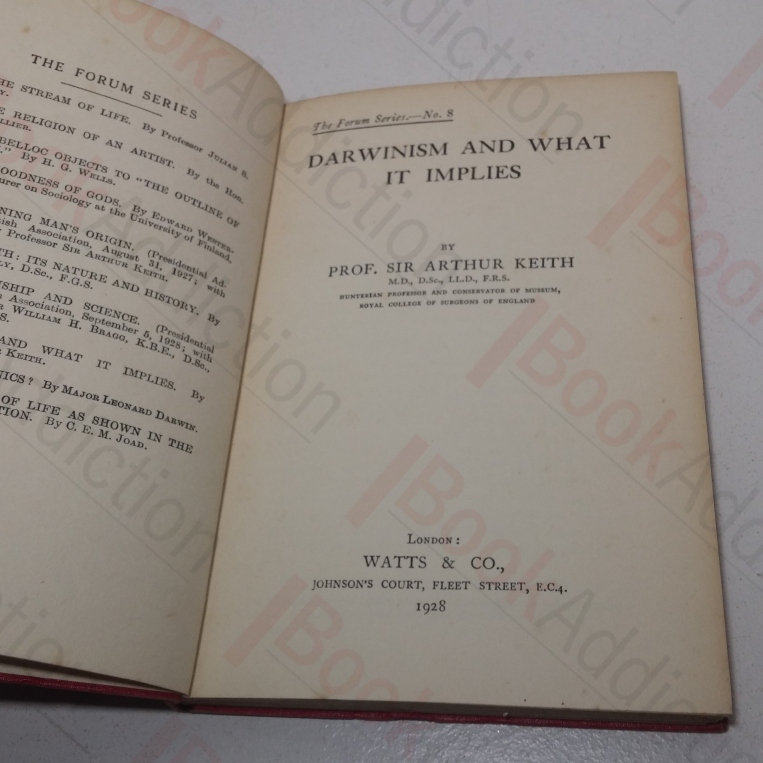 THE FORUM SERIES
THE STREAM OF LIFE. By Professor JULIAN S.
RELIGION OF AN ARTIST. By the Hon.
COLLIER.
BELLOC OBJECTS TO "THE OUTLINE OF
By H. G. WELLS.
GOODNESS OF GODS. By EDWARD WESTER-
Lecturer on Sociology at the University of Finland.
MAN'S ORIGIN. (Presidential Ad-
Association, August 31, 1927; with
Professor SIR ARTHUR KEITH.
: ITS NATURE AND HISTORY. By
D.Sc., F.G.S.
AND SCIENCE. (Presidential
Association, September 5, 1928; with
WILLIAM H. BRAGG, K.B.E., D.Sc.,
AND WHAT IT IMPLIES. By
KEITH.
? By MAJOR LEONARD DARWIN.
OF LIFE AS SHOWN IN THE
By C. E. M. JOAD.
The Forum Series.—No. 8
DARWINISM AND WHAT
IT IMPLIES
BY
PROF. SIR ARTHUR KEITH
M.D., D.Sc., LL.D., F.R.S.
HUNTERIAN PROFESSOR AND CONSERVATOR OF MUSEUM,
ROYAL COLLEGE OF SURGEONS OF ENGLAND
LONDON:
WATTS & CO.,
JOHNSON'S COURT, FLEET STREET, E.C.4.
1928
BookAddiction